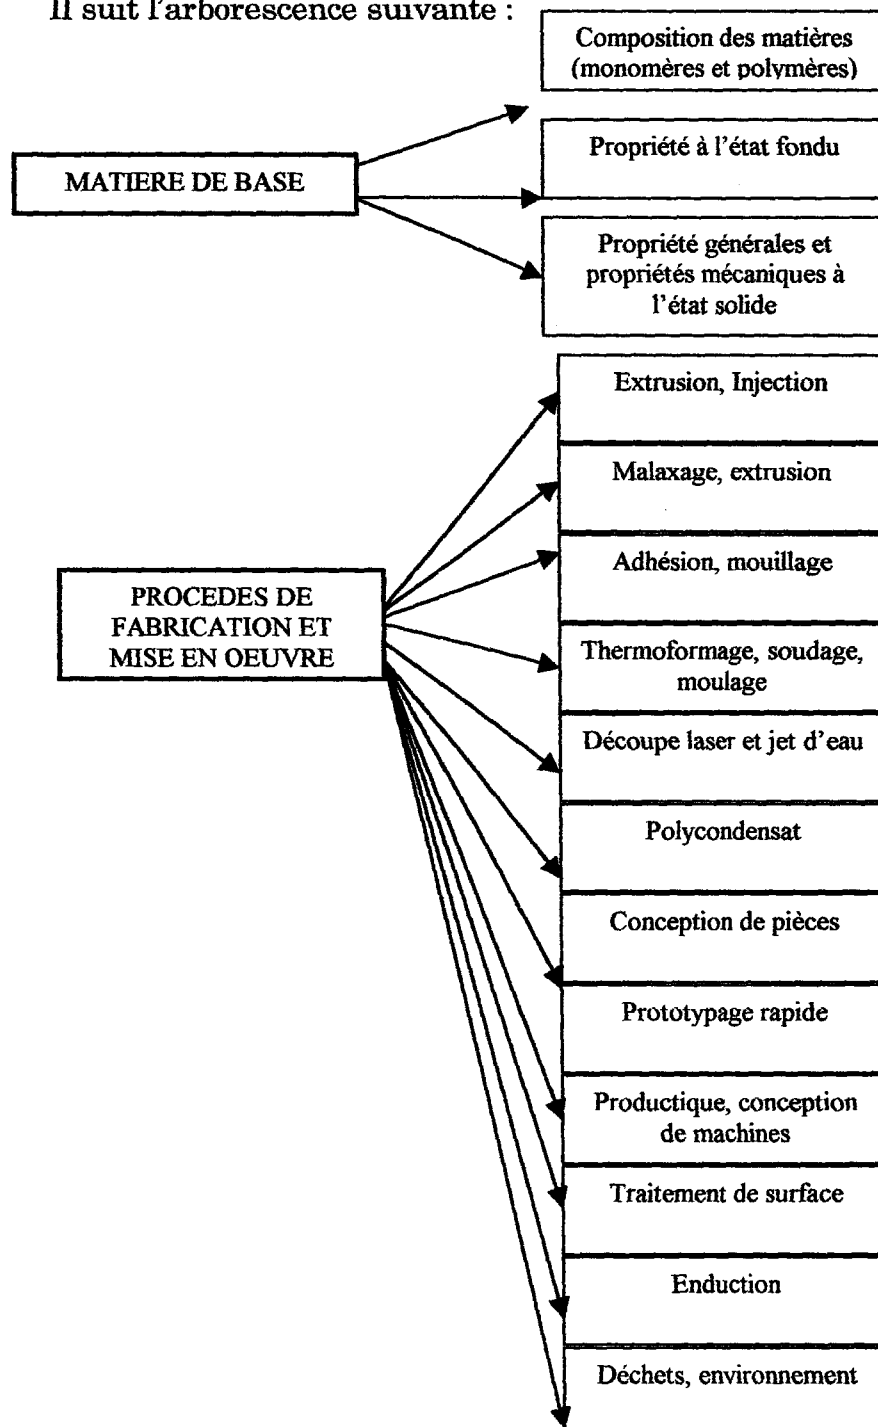 Il suit l'arborescence suivante :
Composition des matières
(monomères et polymères)
MATIERE DE BASE
Propriété à l'état fondu
Propriété générales et
propriétés mécaniques à
l'état solide
PROCEDES DE
FABRICATION ET
MISE EN OEUVRE
Extrusion, Injection
Malaxage, extrusion
Adhésion, mouillage
Thermoformage, soudage,
moulage
Découpe laser et jet d'eau
Polycondensat
Conception de pièces
Prototypage rapide
Productique, conception
de machines
Traitement de surface
Enduction
Déchets, environnement